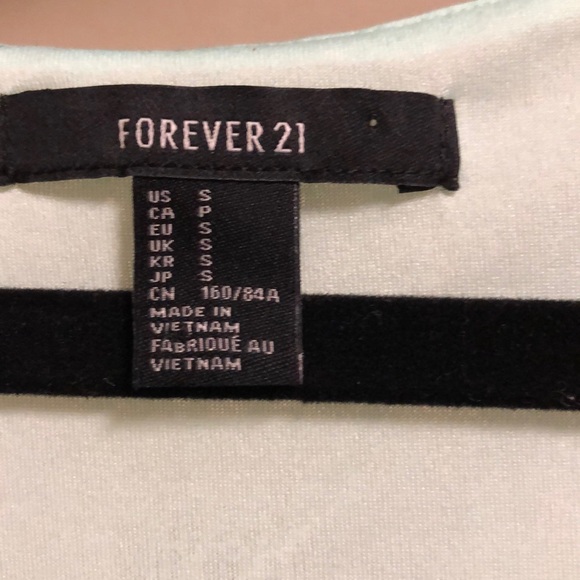 FOREVER 21
US S
CA P
EU S
UK S
KR S
JP S
CN 160/84A
MADE IN
VIETNAM
FABRIQUÉ AU
VIETNAM